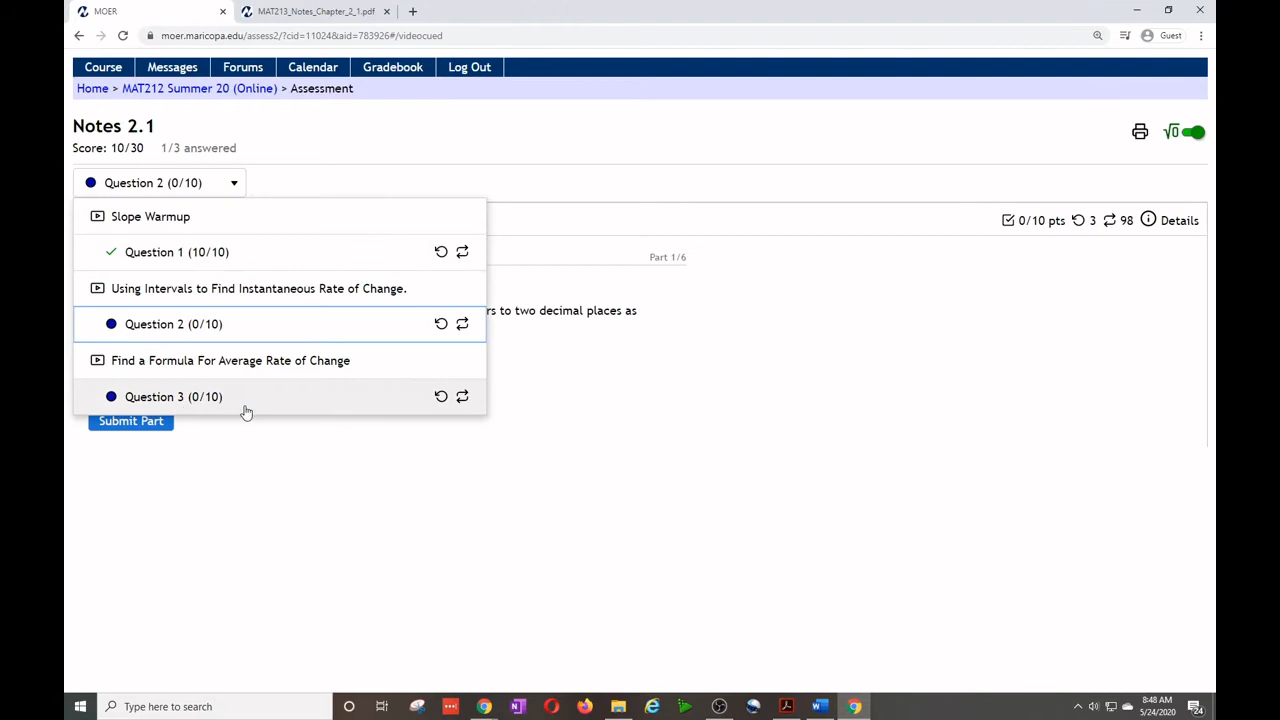 MOER
MAT213_Notes_Chapter_2_1.pdf
moer.maricopa.edu/assess2/?cid=11024&aid=783926#/videocued
Guest
Course Messages Forums Calendar Gradebook Log Out
Home > MAT212 Summer 20 (Online) > Assessment
Notes 2.1
Score: 10/30 1/3 answered
√0
Question 2 (0/10)
Slope Warmup
0/10 pts 3 98 Details
Question 1 (10/10)
Part 1/6
Using Intervals to Find Instantaneous Rate of Change.
rs to two decimal places as
Question 2 (0/10)
Find a Formula For Average Rate of Change
Question 3 (0/10)
Submit Part
Type here to search
8:48 AM
5/24/2020
24